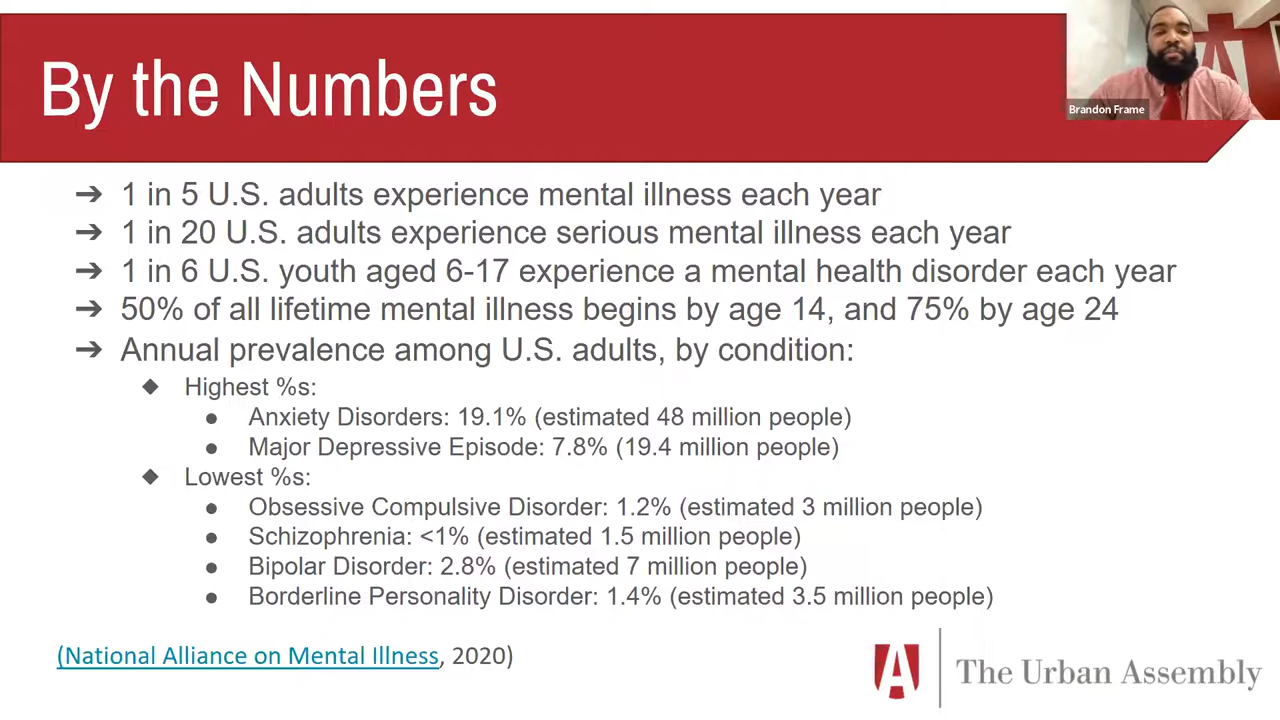 By the Numbers
Brandon Frame
➔ 1 in 5 U.S. adults experience mental illness each year
➔ 1 in 20 U.S. adults experience serious mental illness each year
➔ 1 in 6 U.S. youth aged 6-17 experience a mental health disorder each year
➔ 50% of all lifetime mental illness begins by age 14, and 75% by age 24
➔ Annual prevalence among U.S. adults, by condition:
◆ Highest %s:
● Anxiety Disorders: 19.1% (estimated 48 million people)
● Major Depressive Episode: 7.8% (19.4 million people)
◆ Lowest %s:
● Obsessive Compulsive Disorder: 1.2% (estimated 3 million people)
● Schizophrenia: <1% (estimated 1.5 million people)
● Bipolar Disorder: 2.8% (estimated 7 million people)
● Borderline Personality Disorder: 1.4% (estimated 3.5 million people)
(National Alliance on Mental Illness, 2020)
A The Urban Assembly